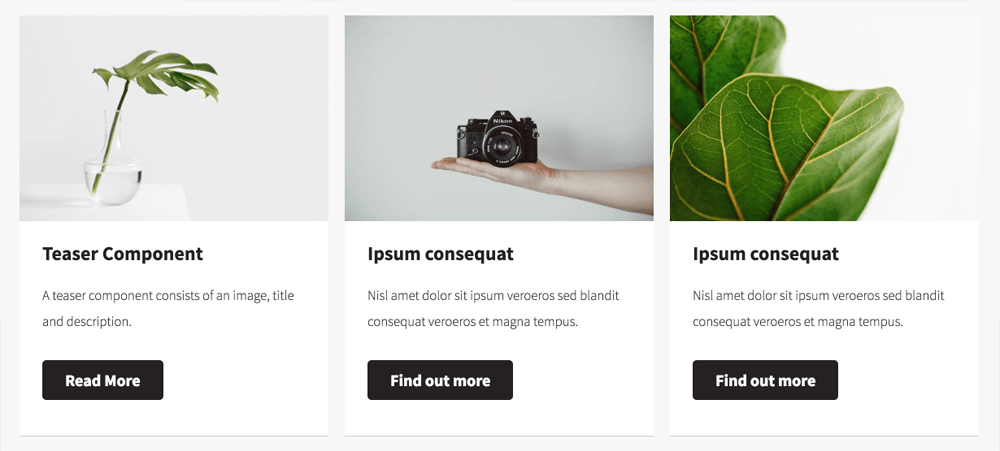 Nikon
Teaser Component
A teaser component consists of an image, title
and description.
Read More
Ipsum consequat
Nisl amet dolor sit ipsum veroeros sed blandit
consequat veroeros et magna tempus.
Find out more
Ipsum consequat
Nisl amet dolor sit ipsum veroeros sed blandit
consequat veroeros et magna tempus.
Find out more